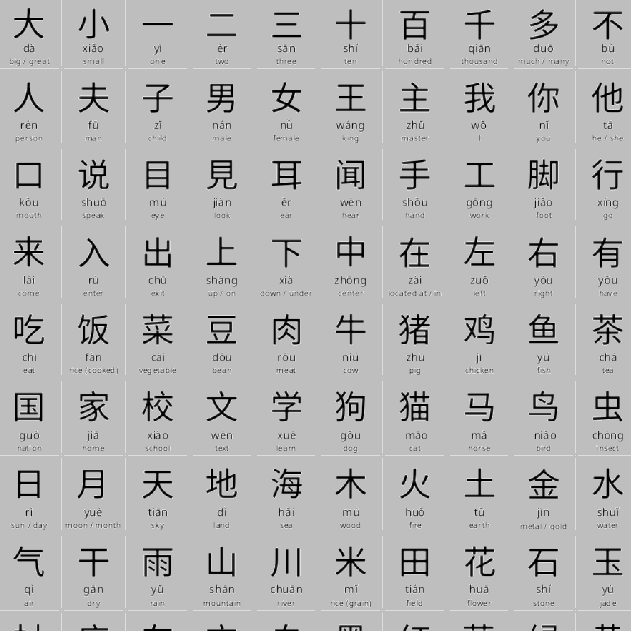 大 小 一 二 三 十 百 千 多 不
dà xiǎo yī èr sān shí bǎi qiān duō bù
big / great small one two three ten hundred thousand much / many not
人 夫 子 男 女 王 主 我 你 他
rén fū zǐ nán nǚ wáng zhǔ wǒ nǐ tā
person man child male female king master I you he / she
口 说 目 見 耳 闻 手 工 脚 行
kǒu shuō mù jiàn ěr wén shǒu gōng jiǎo xíng
mouth speak eye look ear hear hand work foot go
来 入 出 上 下 中 在 左 右 有
lái rù chū shàng xià zhōng zài zuǒ yòu yǒu
come enter exit up / on down / under center located at / in left right have
吃 饭 菜 豆 肉 牛 猪 鸡 鱼 茶
chī fàn cài dòu ròu niú zhū jī yú chá
eat rice (cooked) vegetable bean meat cow pig chicken fish tea
国 家 校 文 学 狗 猫 马 鸟 虫
guó jiā xiào wén xué gǒu māo mǎ niǎo chóng
nation home school text learn dog cat horse bird insect
日 月 天 地 海 木 火 土 金 水
rì yuè tiān dì hǎi mù huǒ tǔ jīn shuǐ
sun / day moon / month sky land sea wood fire earth metal / gold water
气 干 雨 山 川 米 田 花 石 玉
qì gān yǔ shān chuān mǐ tián huā shí yù
air dry rain mountain river rice (grain) field flower stone jade